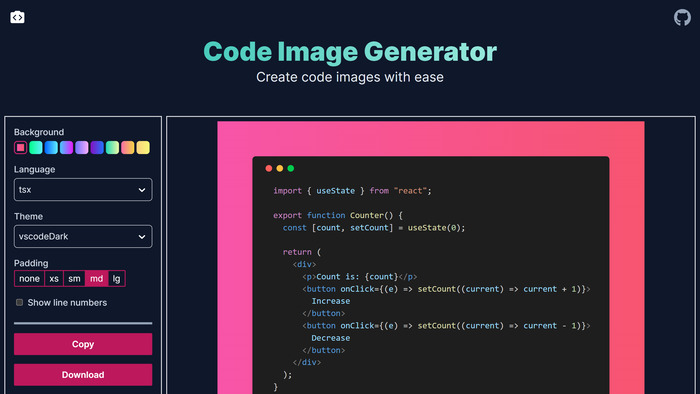 Code Image Generator
Create code images with ease
Background
Language
tsx
Theme
vscodeDark
Padding
none xs sm md lg
Show line numbers
Copy
Download
import { useState } from "react";
export function Counter() {
const [count, setCount] = useState(0);
return (
<div>
<p>Count is: {count}</p>
<button onClick={(e) => setCount((current) => current + 1)}>
Increase
</button>
<button onClick={(e) => setCount((current) => current - 1)}>
Decrease
</button>
</div>
);
}